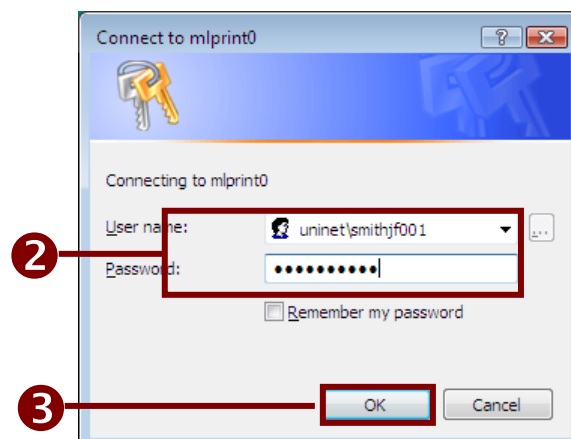 Connect to mlprint0
?
Connecting to mlprint0
User name:
uninet\smithjf001
...
2
Password:
••••••••••
Remember my password
3
OK
Cancel